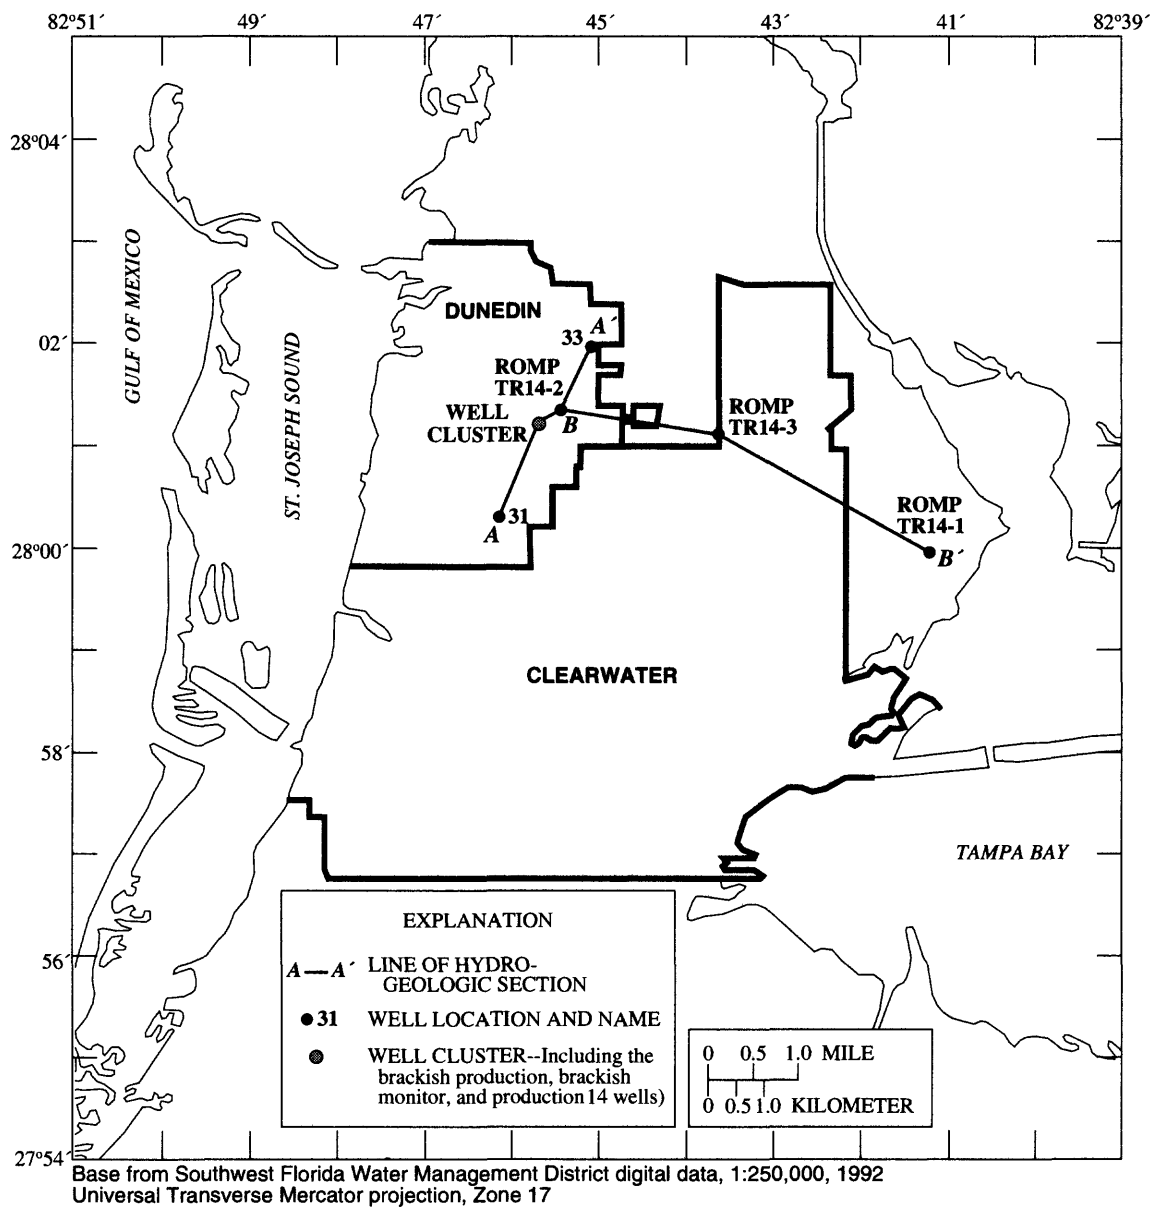 82°51´ 49´ 47´ 45´ 43´ 41´ 82°39´
28°04´
GULF OF MEXICO
DUNEDIN
02´
ST. JOSEPH SOUND
33 A´
ROMP
TR14-2
WELL
CLUSTER
B
ROMP
TR14-3
31
A
ROMP
TR14-1
B´
28°00´
CLEARWATER
58´
TAMPA BAY
56´
EXPLANATION
A — A´ LINE OF HYDRO-
GEOLOGIC SECTION
31 WELL LOCATION AND NAME
WELL CLUSTER--Including the
brackish production, brackish
monitor, and production 14 wells)
0 0.5 1.0 MILE
0 0.5 1.0 KILOMETER
27°54´
Base from Southwest Florida Water Management District digital data, 1:250,000, 1992
Universal Transverse Mercator projection, Zone 17